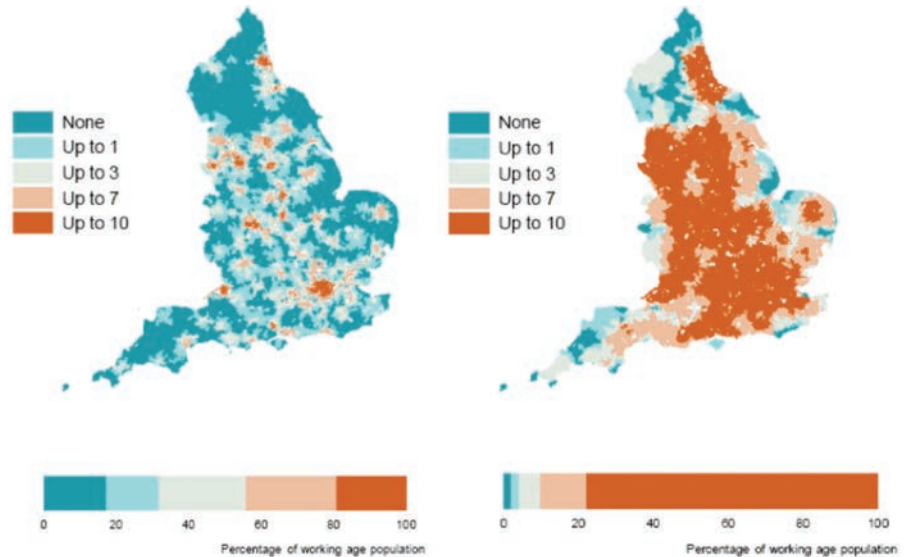 None
Up to 1
Up to 3
Up to 7
Up to 10
None
Up to 1
Up to 3
Up to 7
Up to 10
0 20 40 60 80 100
Percentage of working age population
0 20 40 60 80 100
Percentage of working age population